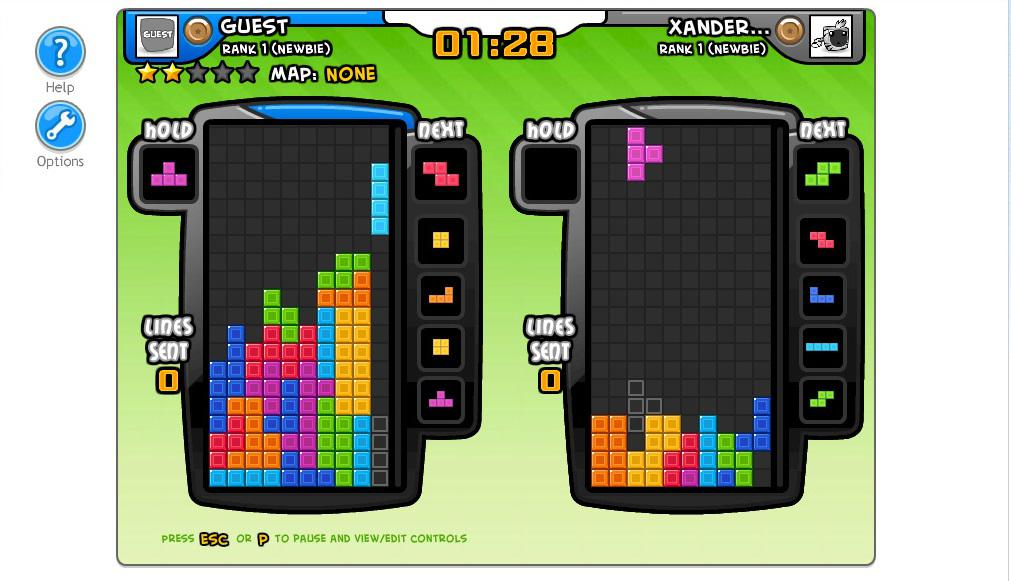 GUEST
GUEST
RANK 1 (NEWBIE)
01:28
XANDER...
RANK 1 (NEWBIE)
MAP: NONE
?
Help
Options
HOLD
NEXT
HOLD
NEXT
LINES
SENT
0
LINES
SENT
0
PRESS ESC OR P TO PAUSE AND VIEW/EDIT CONTROLS